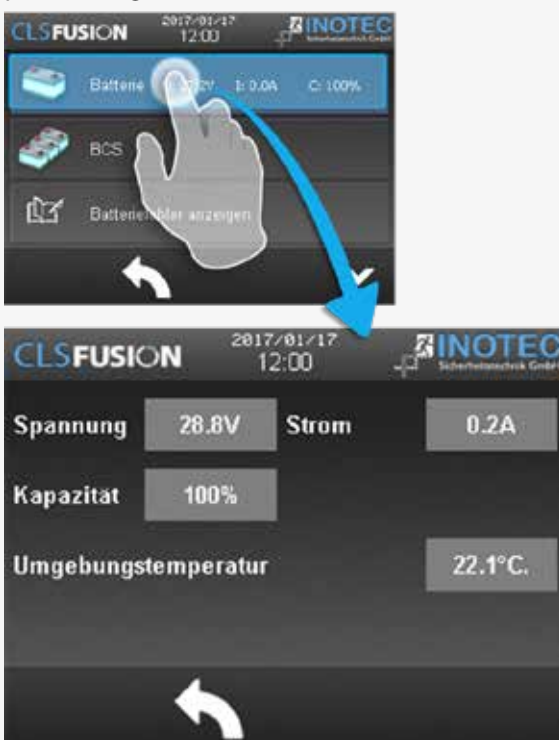 CLSFUSION 2017/01/17 12:00 INOTEC
Sicherheitstechnik GmbH
Batterie I: 0.0A C: 100%
BCS
Batteriefehler anzeigen
CLSFUSION 2017/01/17 12:00 INOTEC
Sicherheitstechnik GmbH
Spannung 28.8V Strom 0.2A
Kapazität 100%
Umgebungstemperatur 22.1°C.